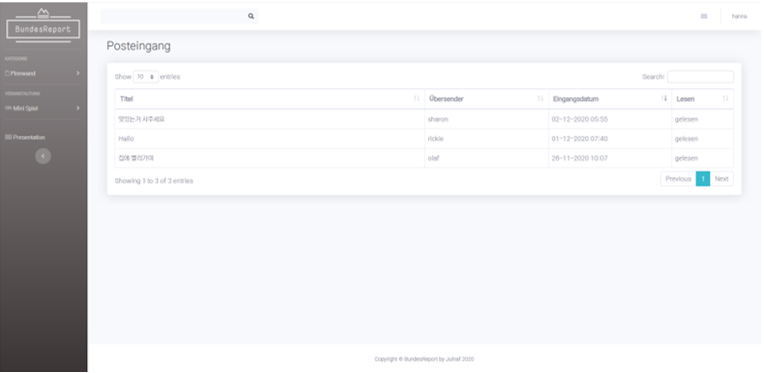 BundesReport
hanna
KATEGORIE
Pinnwand
VERANSTALTUNG
Mini Spiel
Presentation
Posteingang
Show 10 entries
Search:
Titel Übersender Eingangsdatum Lesen
맛있는거 사주세요 sharon 02-12-2020 05:55 gelesen
Hallo rickie 01-12-2020 07:40 gelesen
집에 빨리가여 olaf 26-11-2020 10:07 gelesen
Showing 1 to 3 of 3 entries
Previous 1 Next
Copyright © BundesReport by Julnaf 2020